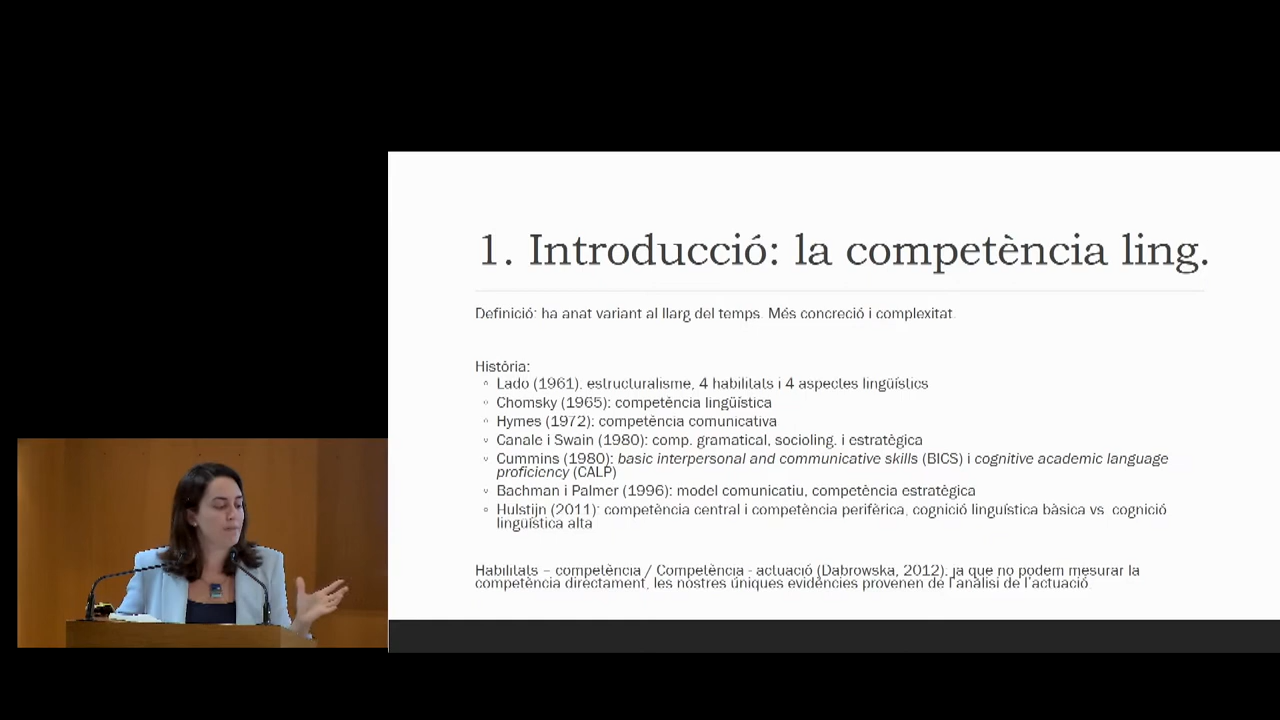 1. Introducció: la competència ling.
Definició: ha anat variant al llarg del temps. Més concreció i complexitat.
Història:
◦ Lado (1961), estructuralisme, 4 habilitats i 4 aspectes lingüístics
◦ Chomsky (1965): competència lingüística
◦ Hymes (1972): competència comunicativa
◦ Canale i Swain (1980): comp. gramatical, socioling. i estratègica
◦ Cummins (1980): basic interpersonal and communicative skills (BICS) i cognitive academic language
proficiency (CALP)
◦ Bachman i Palmer (1996): model comunicatiu, competència estratègica
◦ Hulstijn (2011): competència central i competència perifèrica, cognició linguística bàsica vs. cognició
lingüística alta
Habilitats – competència / Competència - actuació (Dabrowska, 2012), ja que no podem mesurar la
competència directament, les nostres úniques evidències provenen de l'anàlisi de l'actuació.